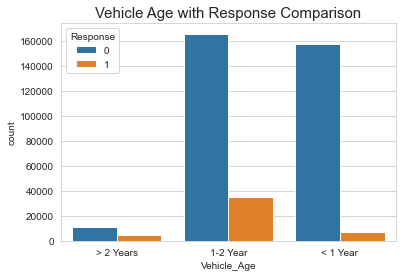 Vehicle Age with Response Comparison
Response
0
1
160000
140000
120000
100000
80000
60000
40000
20000
0
count
> 2 Years
1-2 Year
< 1 Year
Vehicle_Age